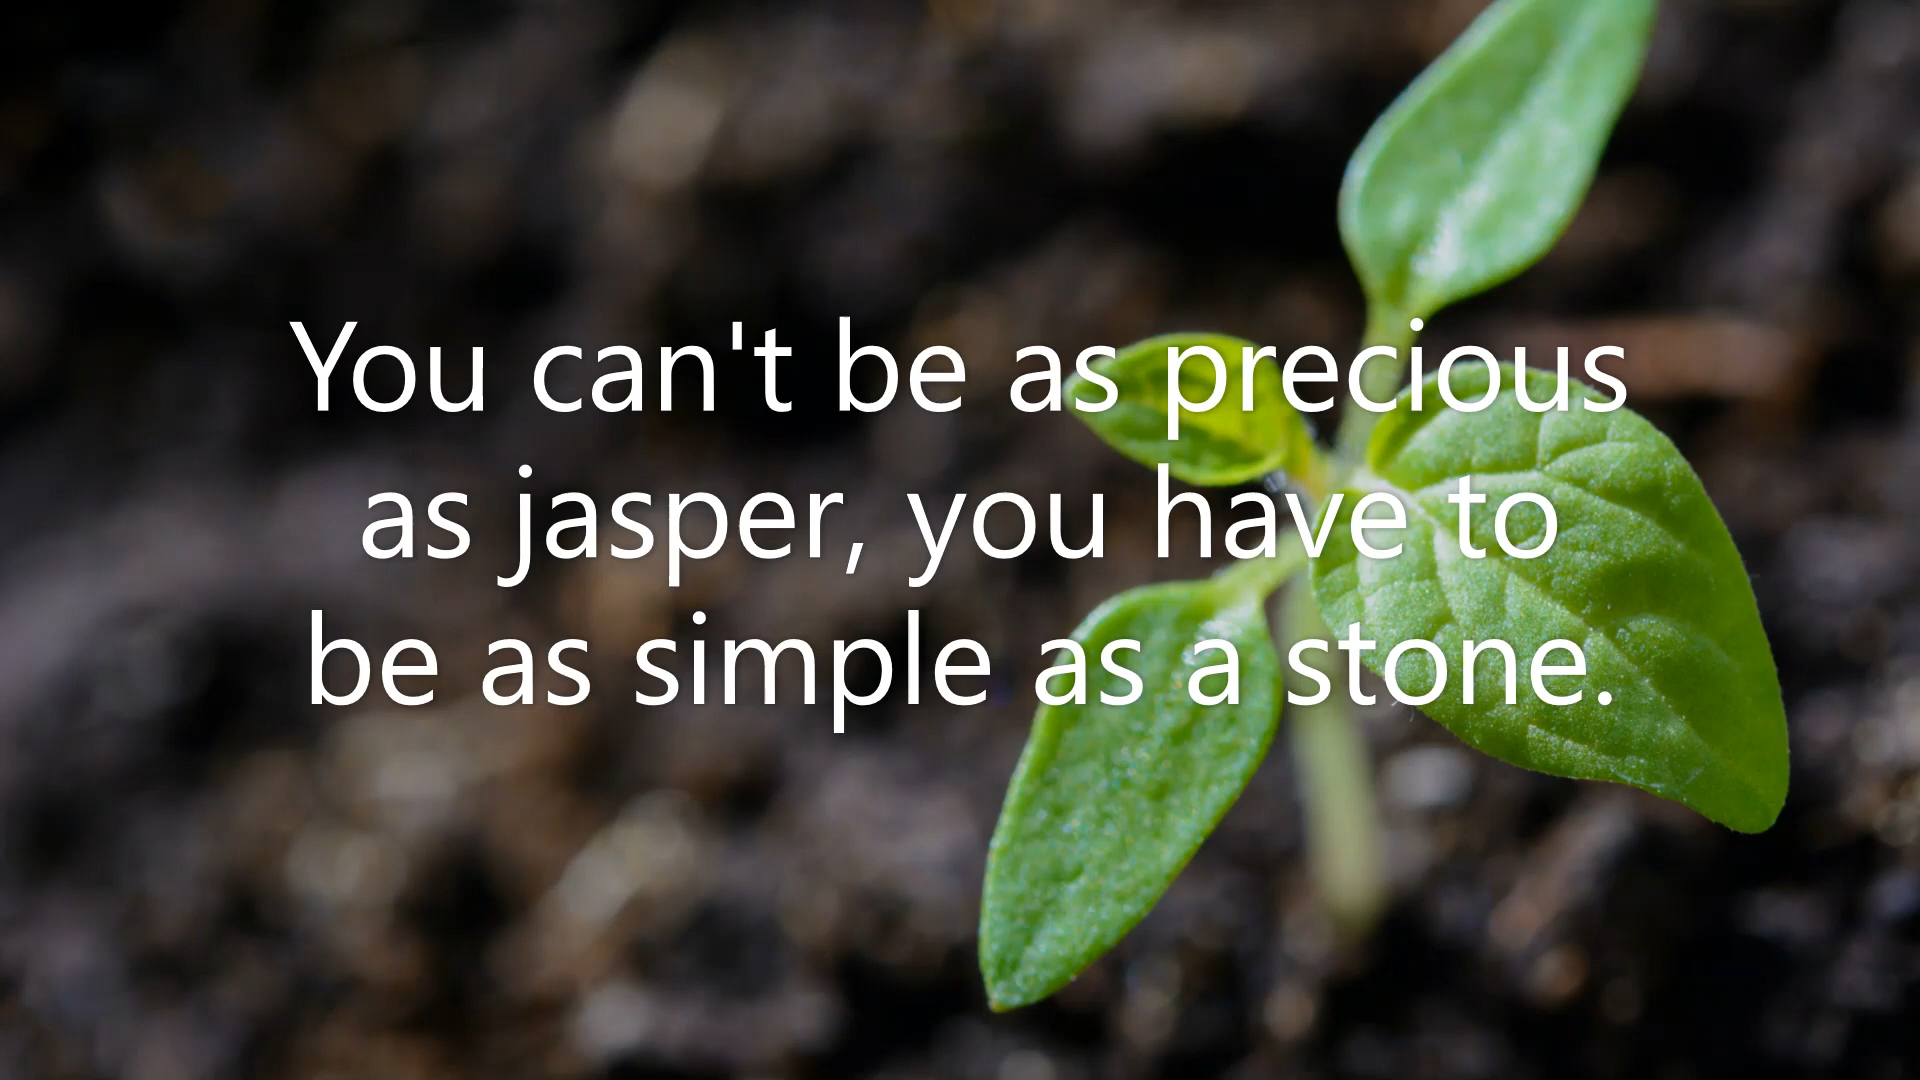 You can't be as precious
as jasper, you have to
be as simple as a stone.